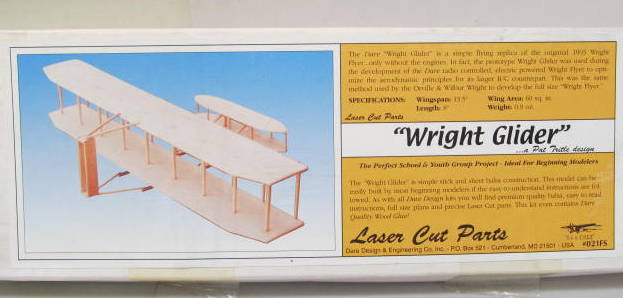 The Dare "Wright Glider" is a simple flying replica of the original 1903 Wright
Flyer...only without the engines. In fact, the prototype Wright Glider was used during
the development of the Dare radio controlled, electric powered Wright Flyer to opti-
mize the aerodynamic principles for its larger R/C counterpart. This was the same
method used by the Orville & Wilbur Wright to develop the full size "Wright Flyer."
SPECIFICATIONS: Wingspan: 13.5" Wing Area: 60 sq. in.
Length: 8" Weight: 0.9 oz.
Laser Cut Parts
"Wright Glider"
...a Pat Tritle design
The Perfect School & Youth Group Project - Ideal For Beginning Modelers
The "Wright Glider" is simple stick and sheet balsa construction. This model can be
easily built by most beginning modelers if the easy-to-understand instructions are fol-
lowed. As with all Dare Design kits you will find premium quality balsa, easy to read
instructions, full size plans and precise Laser Cut parts. This kit even contains Dare
Quality Wood Glue!
Laser Cut Parts
Dare Design & Engineering Co. Inc. - P.O. Box 521 - Cumberland, MD 21501 - USA
#021FS